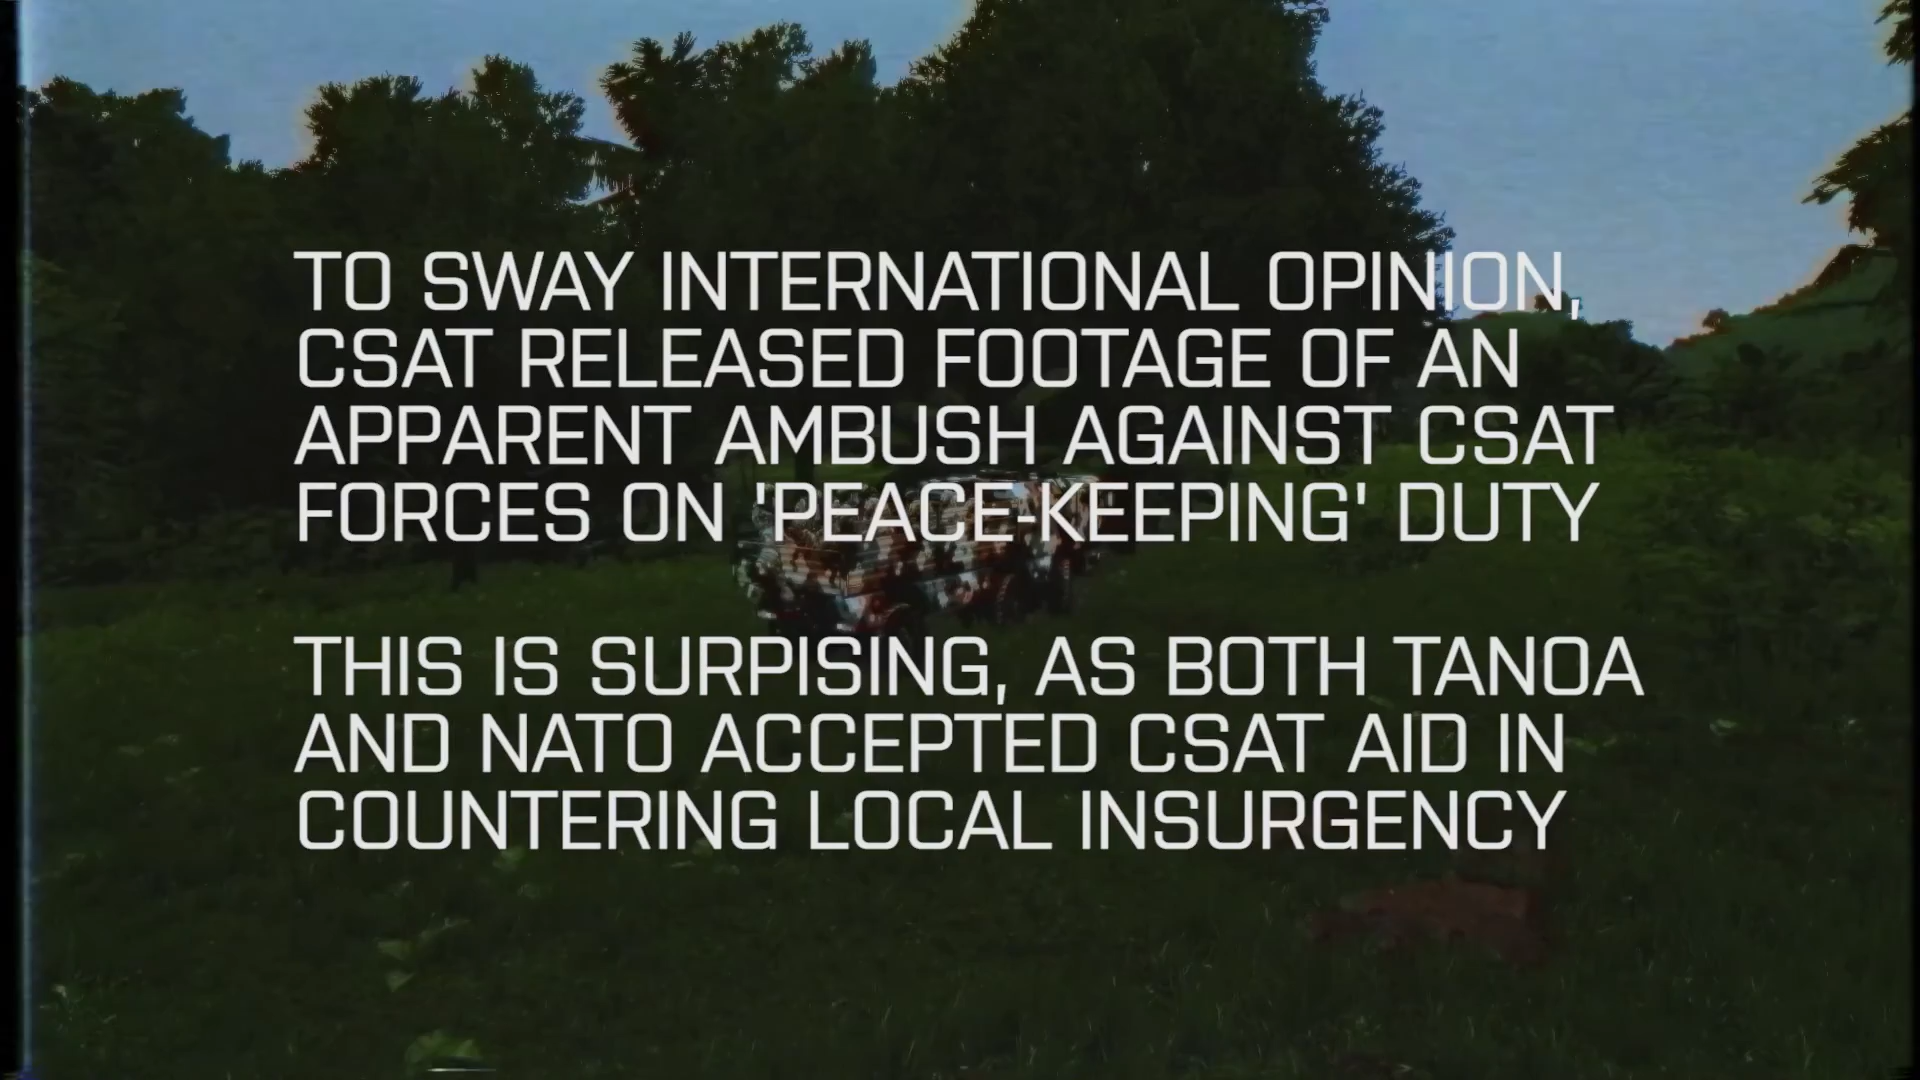 TO SWAY INTERNATIONAL OPINION,
CSAT RELEASED FOOTAGE OF AN
APPARENT AMBUSH AGAINST CSAT
FORCES ON 'PEACE-KEEPING' DUTY
THIS IS SURPISING, AS BOTH TANOA
AND NATO ACCEPTED CSAT AID IN
COUNTERING LOCAL INSURGENCY